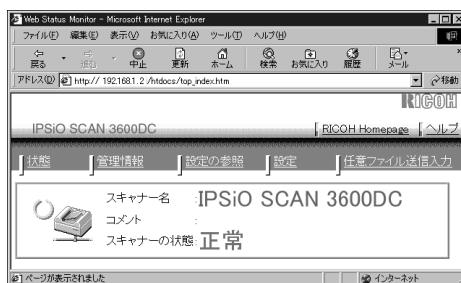 Web Status Monitor - Microsoft Internet Explorer
ファイル(F) 編集(E) 表示(V) お気に入り(A) ツール(T) ヘルプ(H)
戻る 進む 中止 更新 ホーム 検索 お気に入り 履歴 メール
アドレス(D) http:// 192.168.1. 2 /htdocs/top_index.htm 移動
RICOH
IPSiO SCAN 3600DC RICOH Homepage ヘルプ
状態 管理情報 設定の参照 設定 任意ファイル送信入力
スキャナー名 :IPSiO SCAN 3600DC
コメント :
スキャナーの状態:正常
ページが表示されました インターネット